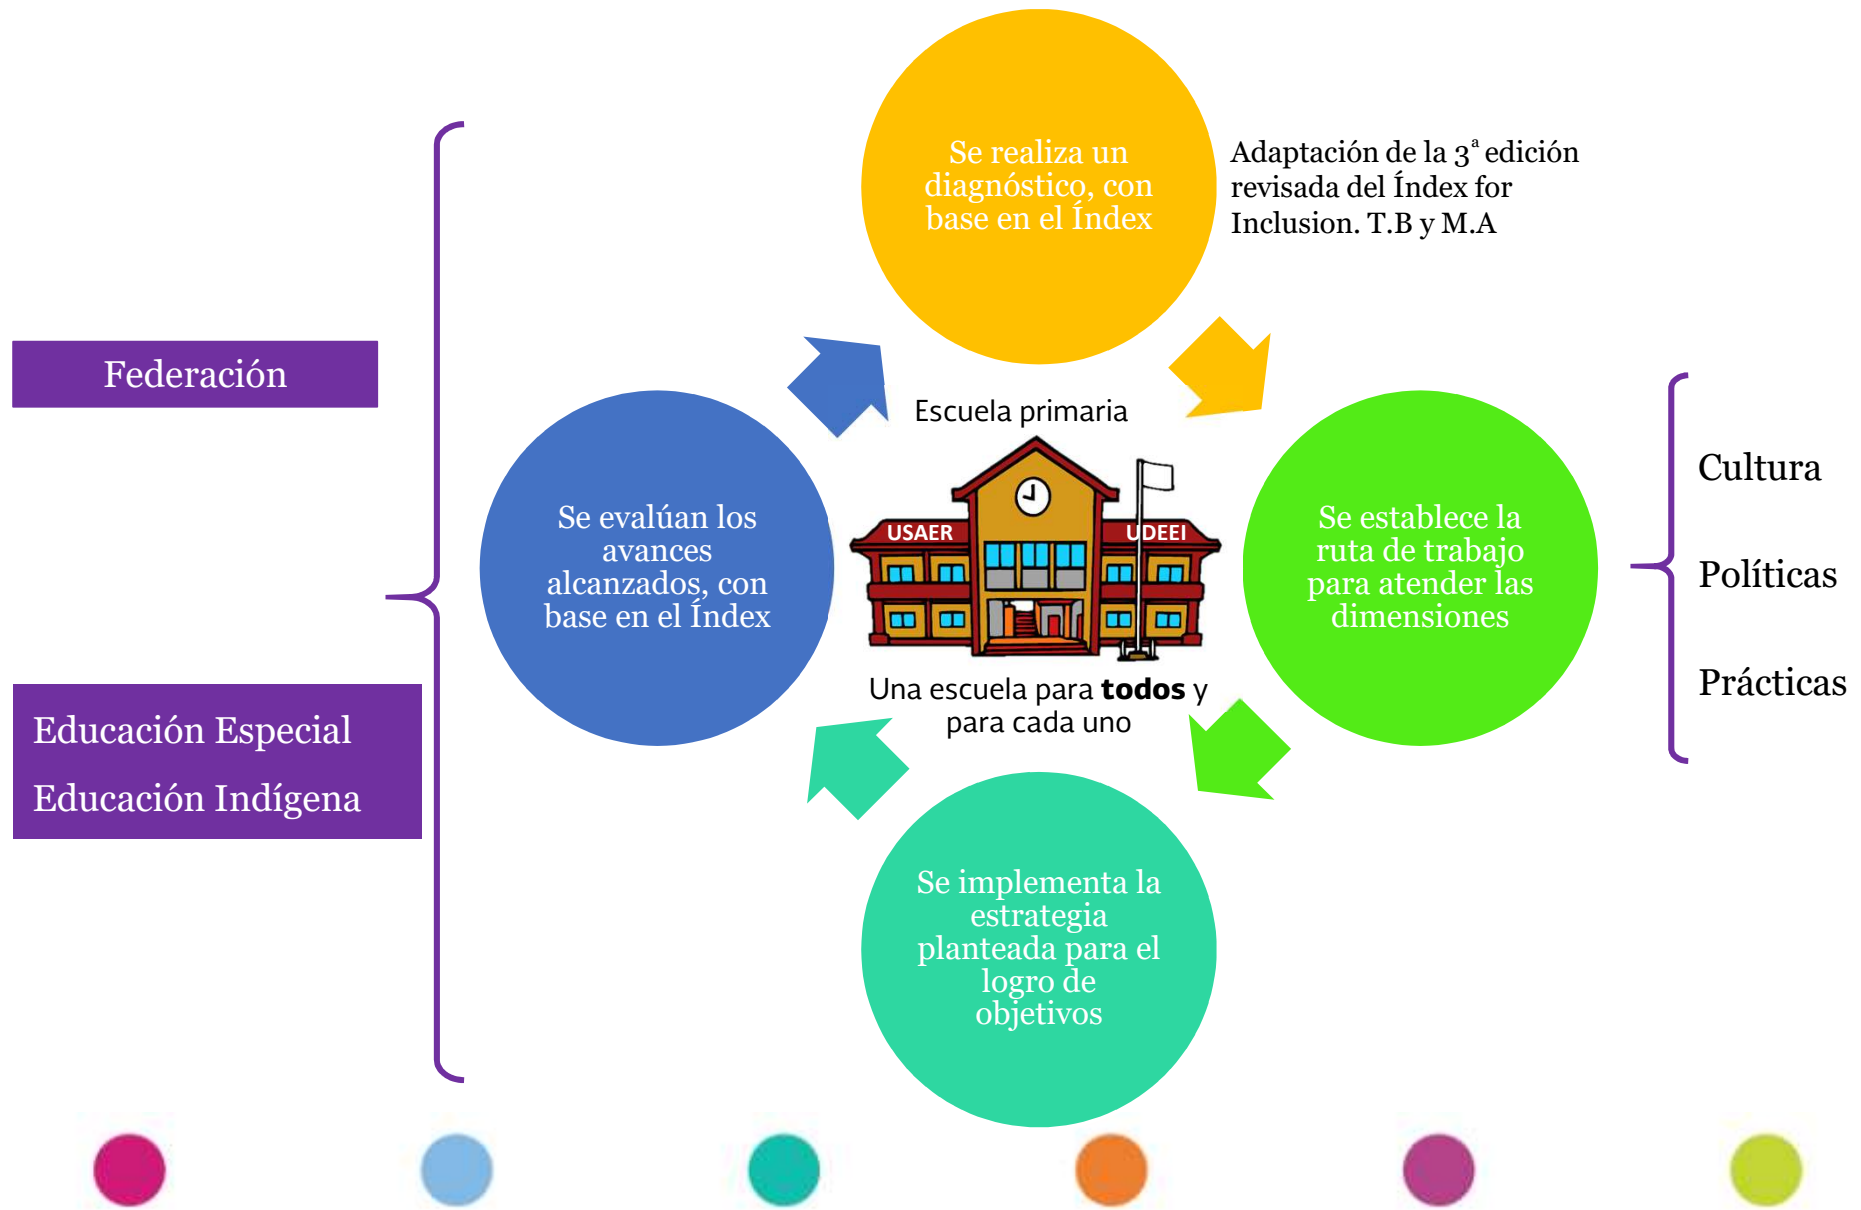 Se realiza un
diagnóstico, con
base en el Índex
Adaptación de la 3ª edición
revisada del Índex for
Inclusion. T.B y M.A
Federación
Educación Especial
Educación Indígena
Se evalúan los
avances
alcanzados, con
base en el Índex
Escuela primaria
USAER
UDEEI
Una escuela para todos y
para cada uno
Se establece la
ruta de trabajo
para atender las
dimensiones
Cultura
Políticas
Prácticas
Se implementa la
estrategia
planteada para el
logro de
objetivos